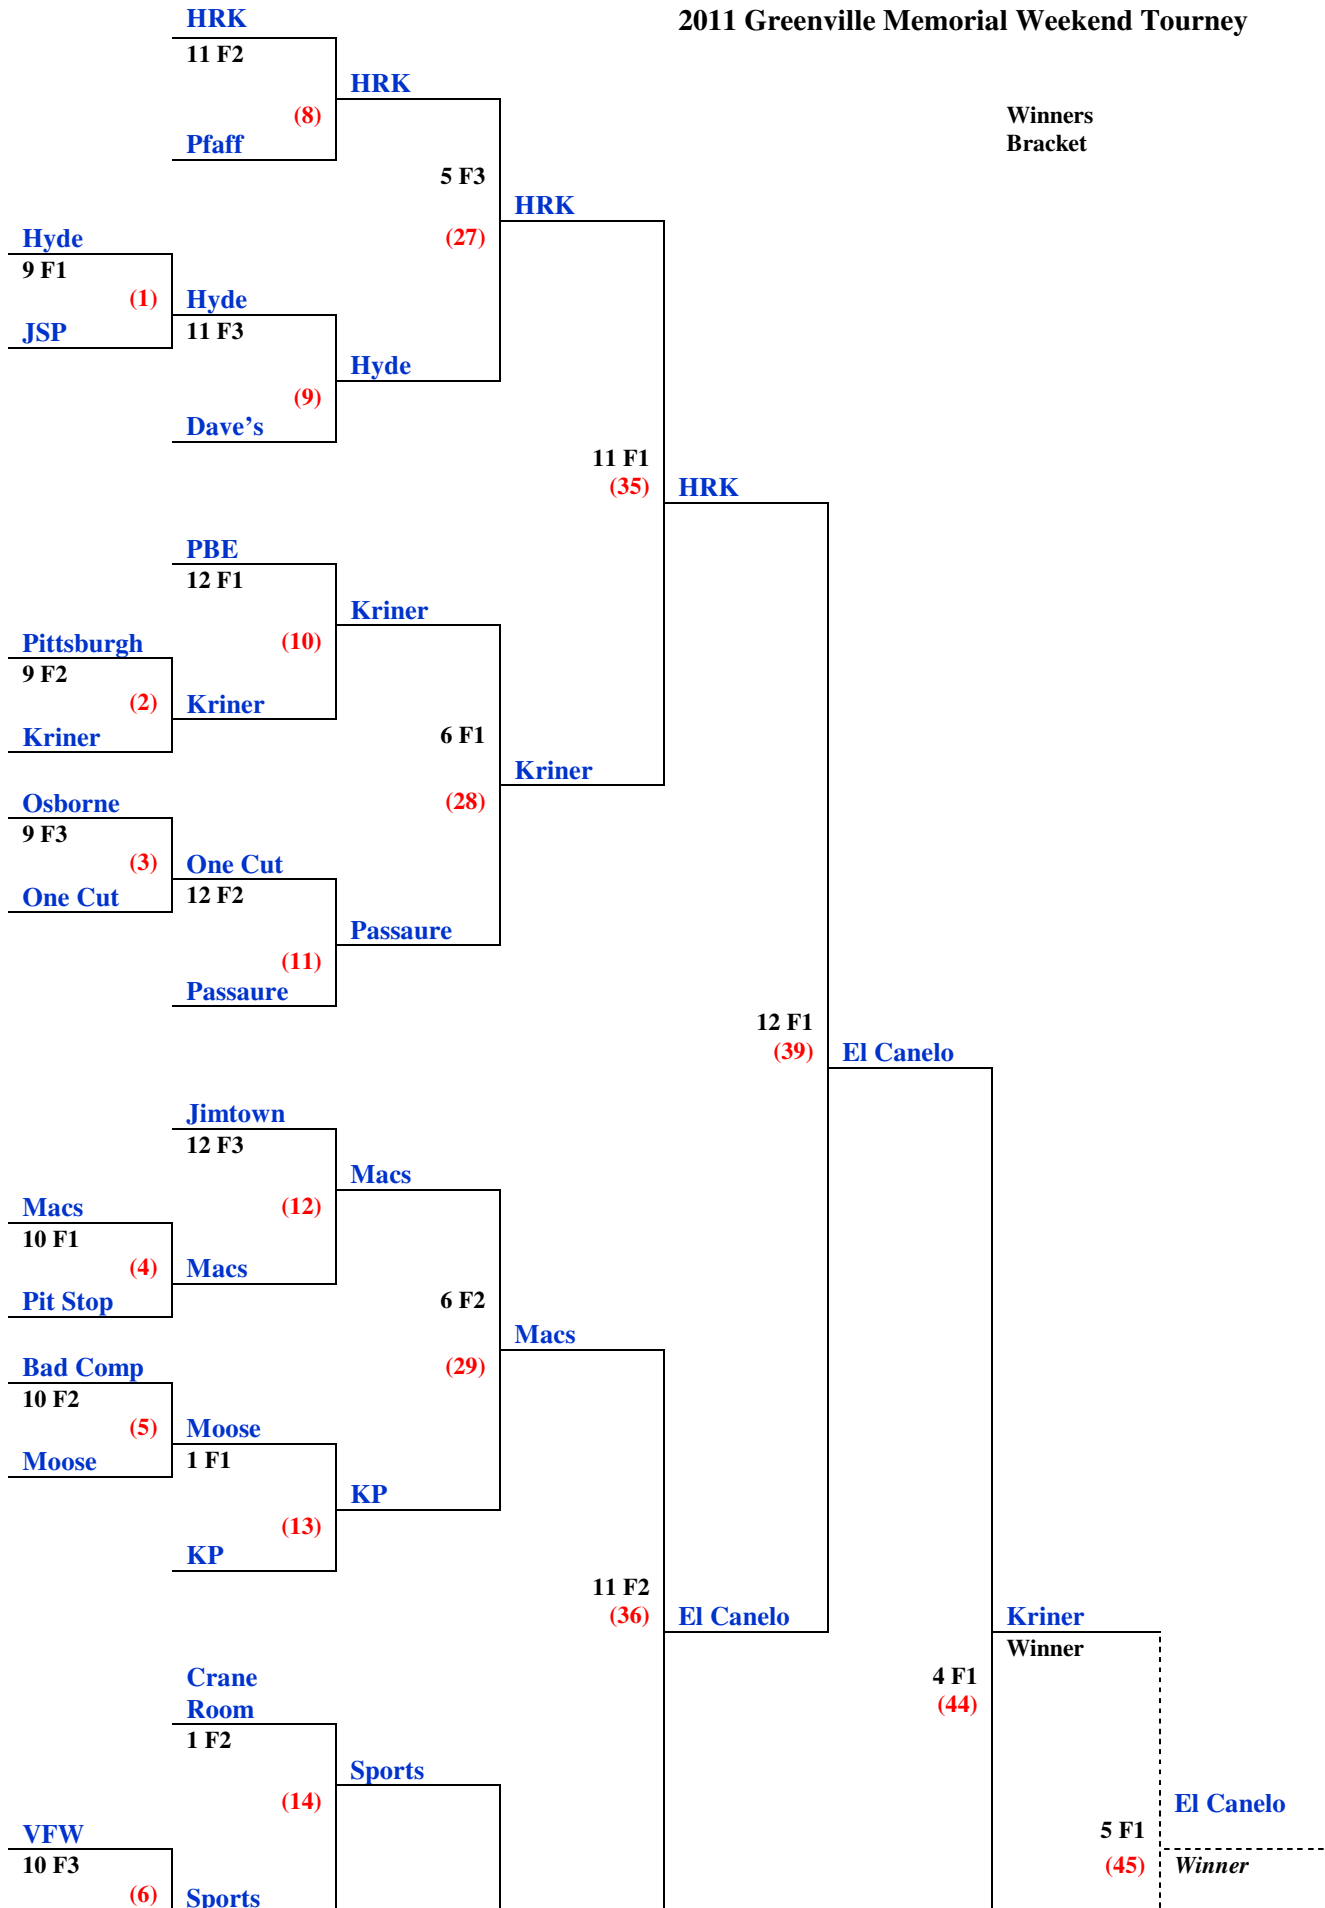 HRK
2011 Greenville Memorial Weekend Tourney
11 F2
HRK
(8)
Winners
Bracket
Pfaff
5 F3
HRK
(27)
Hyde
9 F1
(1)
Hyde
JSP
11 F3
Hyde
(9)
Dave's
11 F1
(35)
HRK
PBE
12 F1
Kriner
(10)
Pittsburgh
9 F2
(2)
Kriner
Kriner
6 F1
Kriner
(28)
Osborne
9 F3
(3)
One Cut
One Cut
12 F2
Passaure
(11)
Passaure
12 F1
(39)
El Canelo
Jimtown
12 F3
Macs
(12)
Macs
10 F1
(4)
Macs
Pit Stop
6 F2
Macs
(29)
Bad Comp
10 F2
(5)
Moose
Moose
1 F1
KP
(13)
KP
11 F2
(36)
El Canelo
Kriner
Winner
4 F1
(44)
Crane
Room
1 F2
Sports
(14)
El Canelo
5 F1
(45)
Winner
VFW
10 F3
(6)
Sports